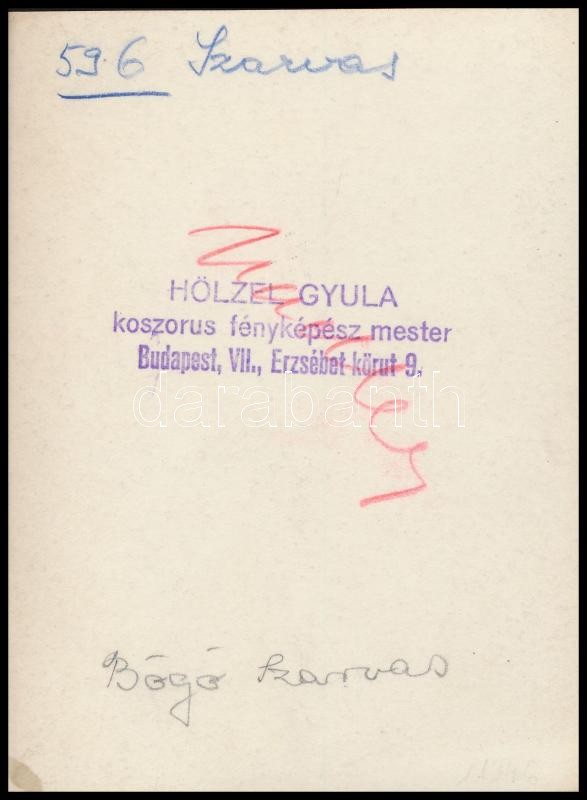 596 Szarvas
HÖLZEL GYULA
koszorus fényképész mester
Budapest, VII., Erzsébet körut 9,
darabanth
Bőgő Szarvas